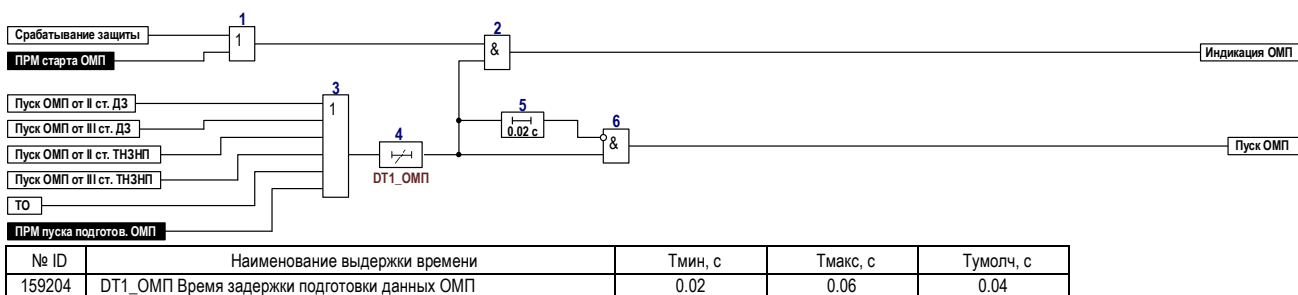 1
2
Срабатывание защиты
1
&
ПРМ старта ОМП
Индикация ОМП
3
Пуск ОМП от II ст. ДЗ
1
5
Пуск ОМП от III ст. ДЗ
4
0.02 с
6
&
Пуск ОМП от II ст. ТНЗНП
Пуск ОМП
Пуск ОМП от III ст. ТНЗНП
DT1_ОМП
ТО
ПРМ пуска подготов. ОМП
№ ID Наименование выдержки времени Тмин, с Тмакс, с Тумолч, с
159204 DT1_ОМП Время задержки подготовки данных ОМП 0.02 0.06 0.04